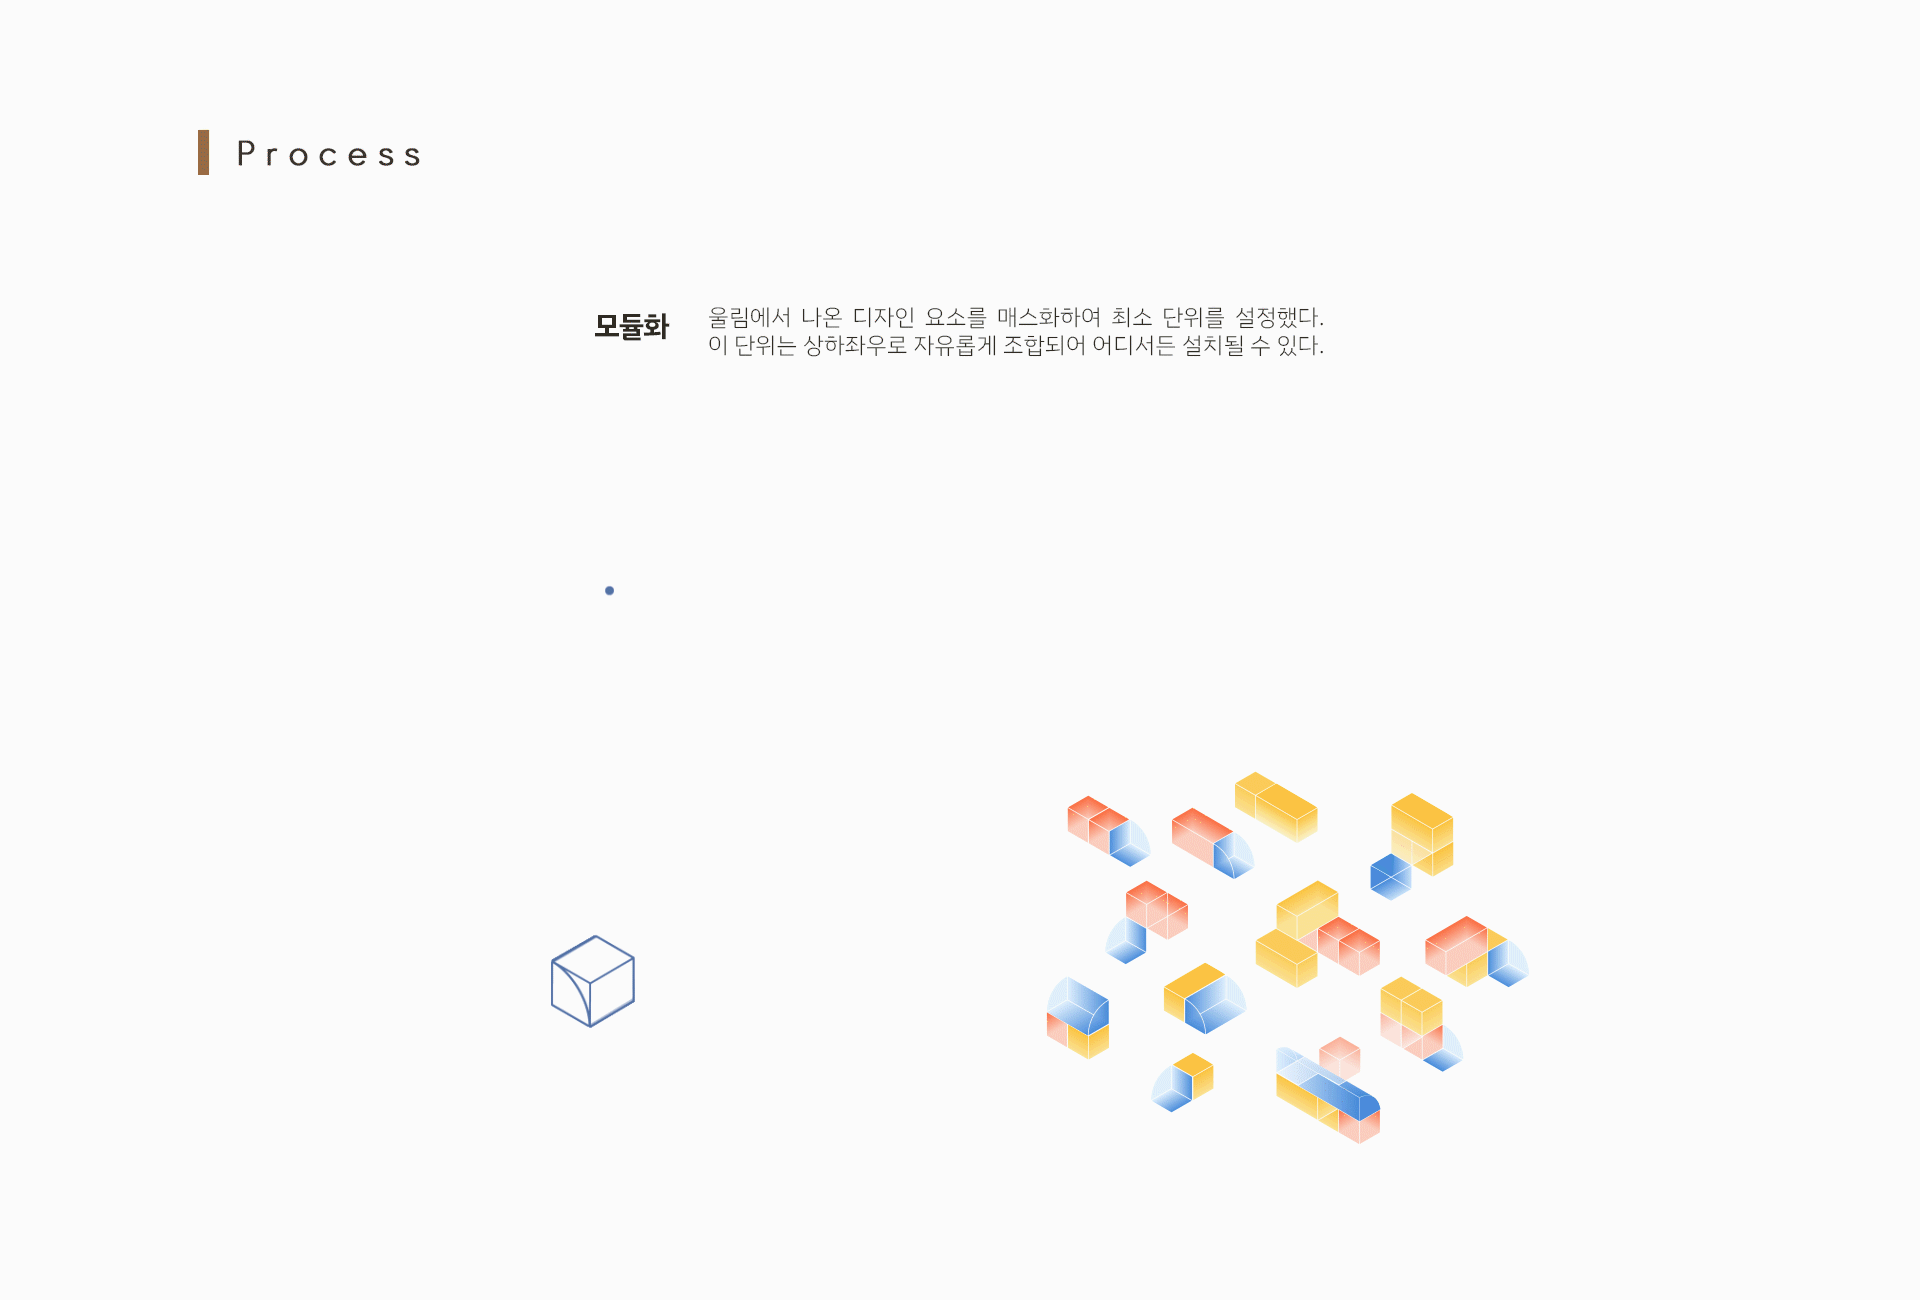 Process
모듈화
울림에서 나온 디자인 요소를 매스화하여 최소 단위를 설정했다.
이 단위는 상하좌우로 자유롭게 조합되어 어디서든 설치될 수 있다.